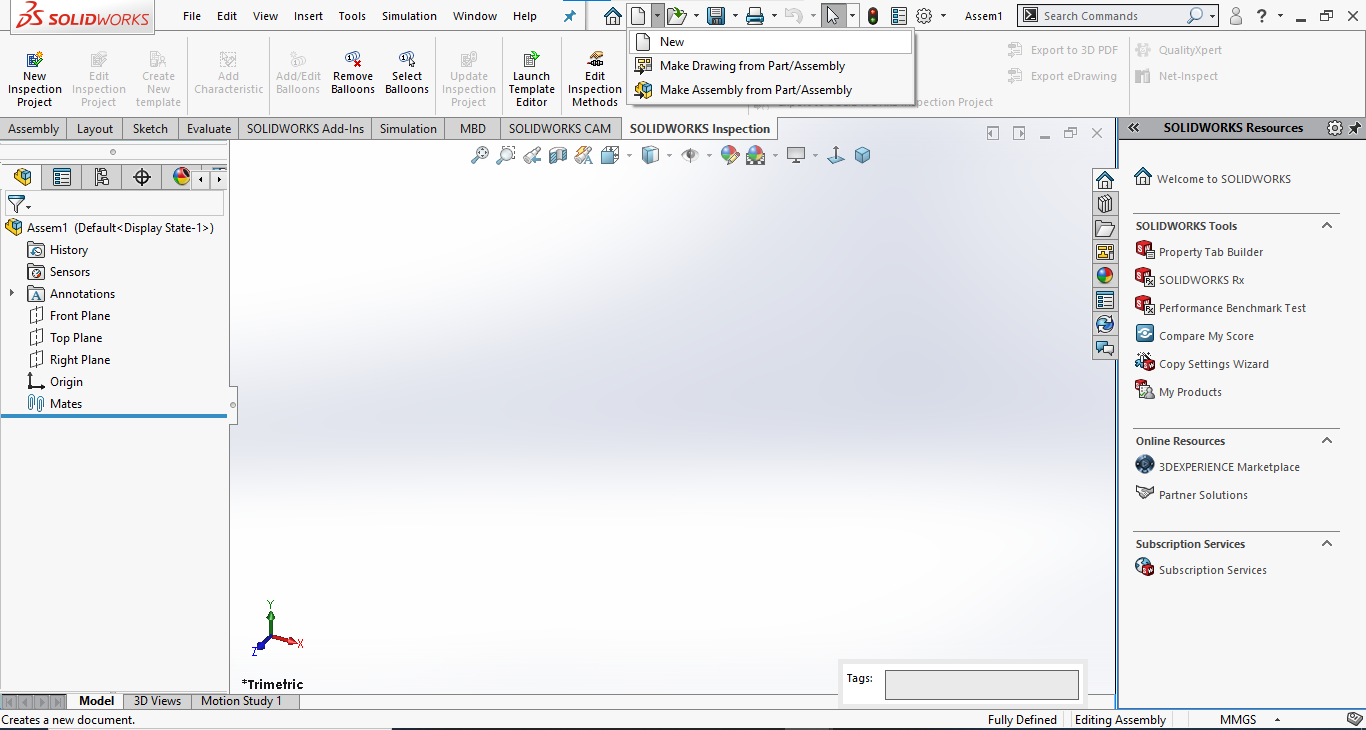 SOLIDWORKS File Edit View Insert Tools Simulation Window Help Assem1 Search Commands ?
New
Make Drawing from Part/Assembly
Make Assembly from Part/Assembly
New Inspection Project
Edit Inspection Project
Create New template
Add Characteristic
Add/Edit Balloons
Remove Balloons
Select Balloons
Update Inspection Project
Launch Template Editor
Edit Inspection Methods
Inspection Project
Export to 3D PDF
Export eDrawing
QualityXpert
Net-Inspect
Assembly Layout Sketch Evaluate SOLIDWORKS Add-Ins Simulation MBD SOLIDWORKS CAM SOLIDWORKS Inspection
Assem1 (Default<Display State-1>)
History
Sensors
Annotations
Front Plane
Top Plane
Right Plane
Origin
Mates
Y
X
Z
*Trimetric
Tags:
SOLIDWORKS Resources
Welcome to SOLIDWORKS
SOLIDWORKS Tools
Property Tab Builder
SOLIDWORKS Rx
Performance Benchmark Test
Compare My Score
Copy Settings Wizard
My Products
Online Resources
3DEXPERIENCE Marketplace
Partner Solutions
Subscription Services
Subscription Services
Model 3D Views Motion Study 1
Creates a new document. Fully Defined Editing Assembly MMGS